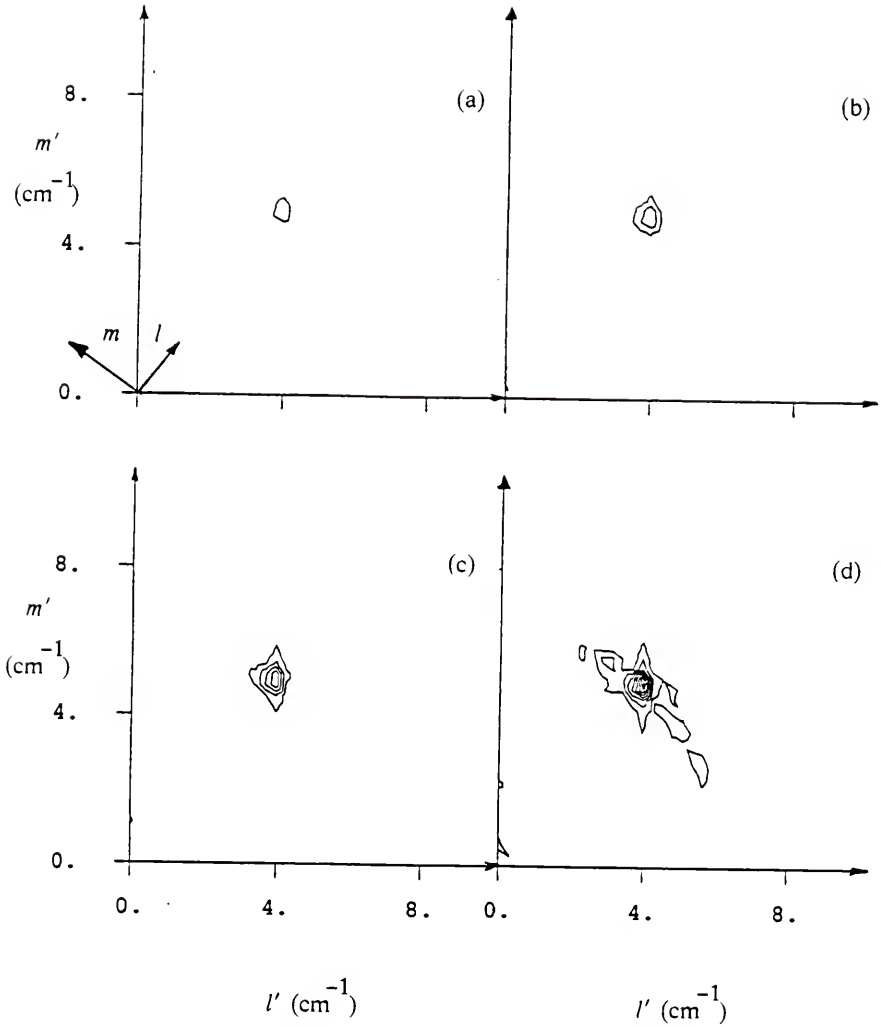 (a)
(b)
8.
m′
(cm⁻¹)
4.
m l
0.
(c)
(d)
8.
m′
(cm⁻¹)
4.
0.
0. 4. 8. 0. 4. 8.
l′ (cm⁻¹) l′ (cm⁻¹)